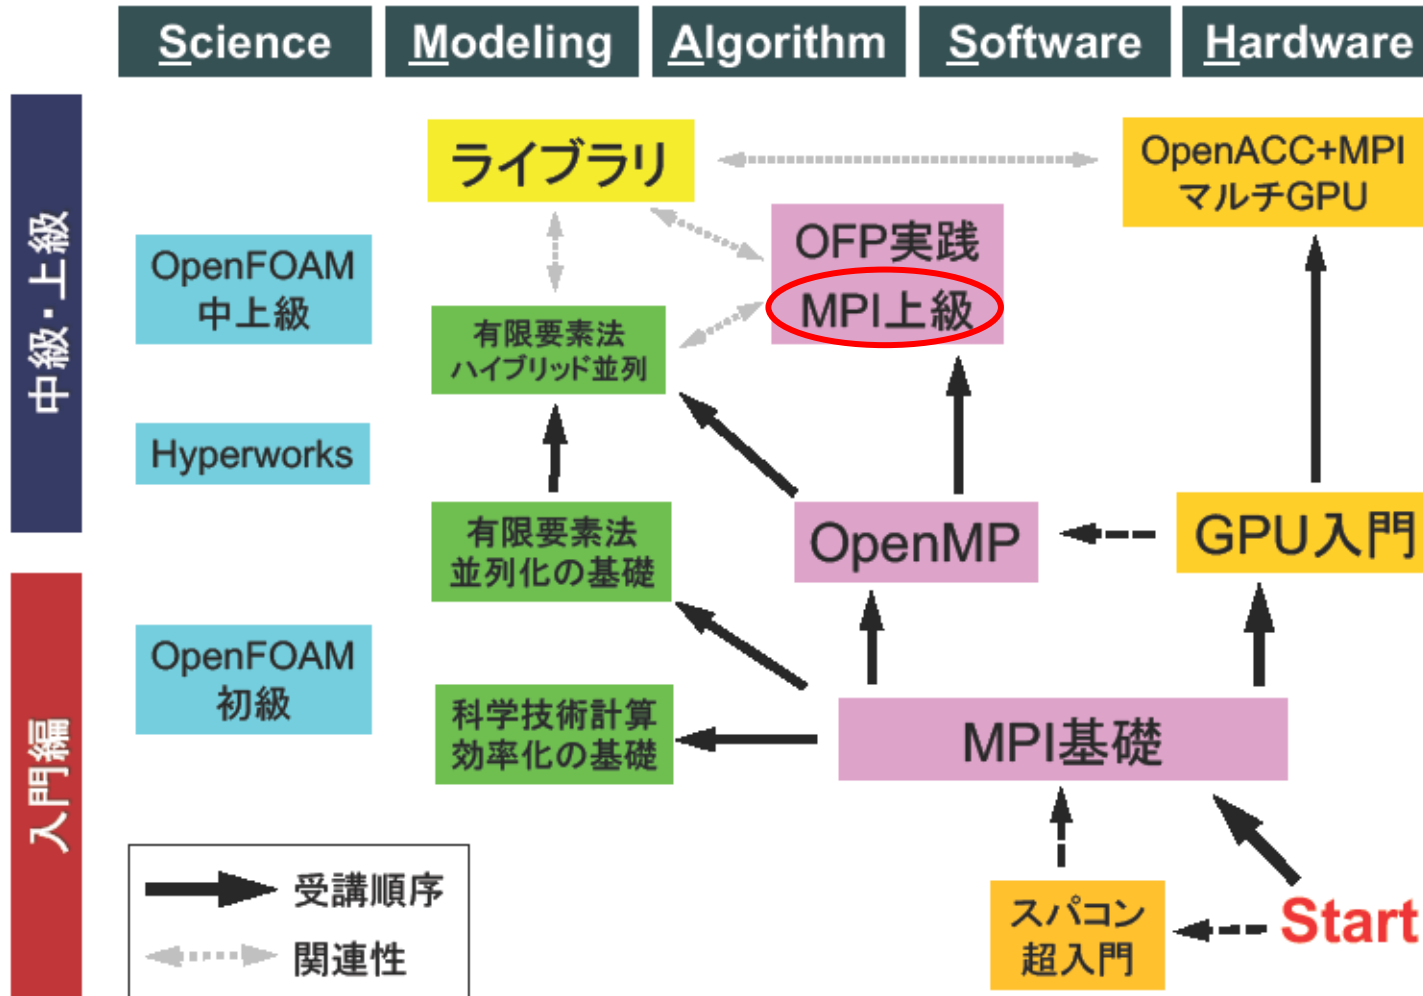 Science
Modeling
Algorithm
Software
Hardware
中級・上級
ライブラリ
OpenACC+MPI
マルチGPU
OFP実践
MPI上級
OpenFOAM
中上級
有限要素法
ハイブリッド並列
Hyperworks
有限要素法
並列化の基礎
OpenMP
GPU入門
入門編
OpenFOAM
初級
科学技術計算
効率化の基礎
MPI基礎
受講順序
関連性
スパコン
超入門
Start